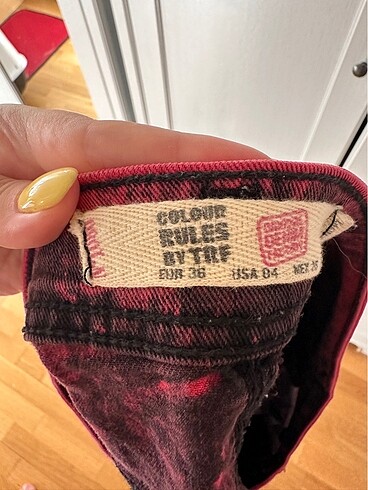 COLOUR
RULES
BY TRF
EUR 36 USA 04 MEX 26